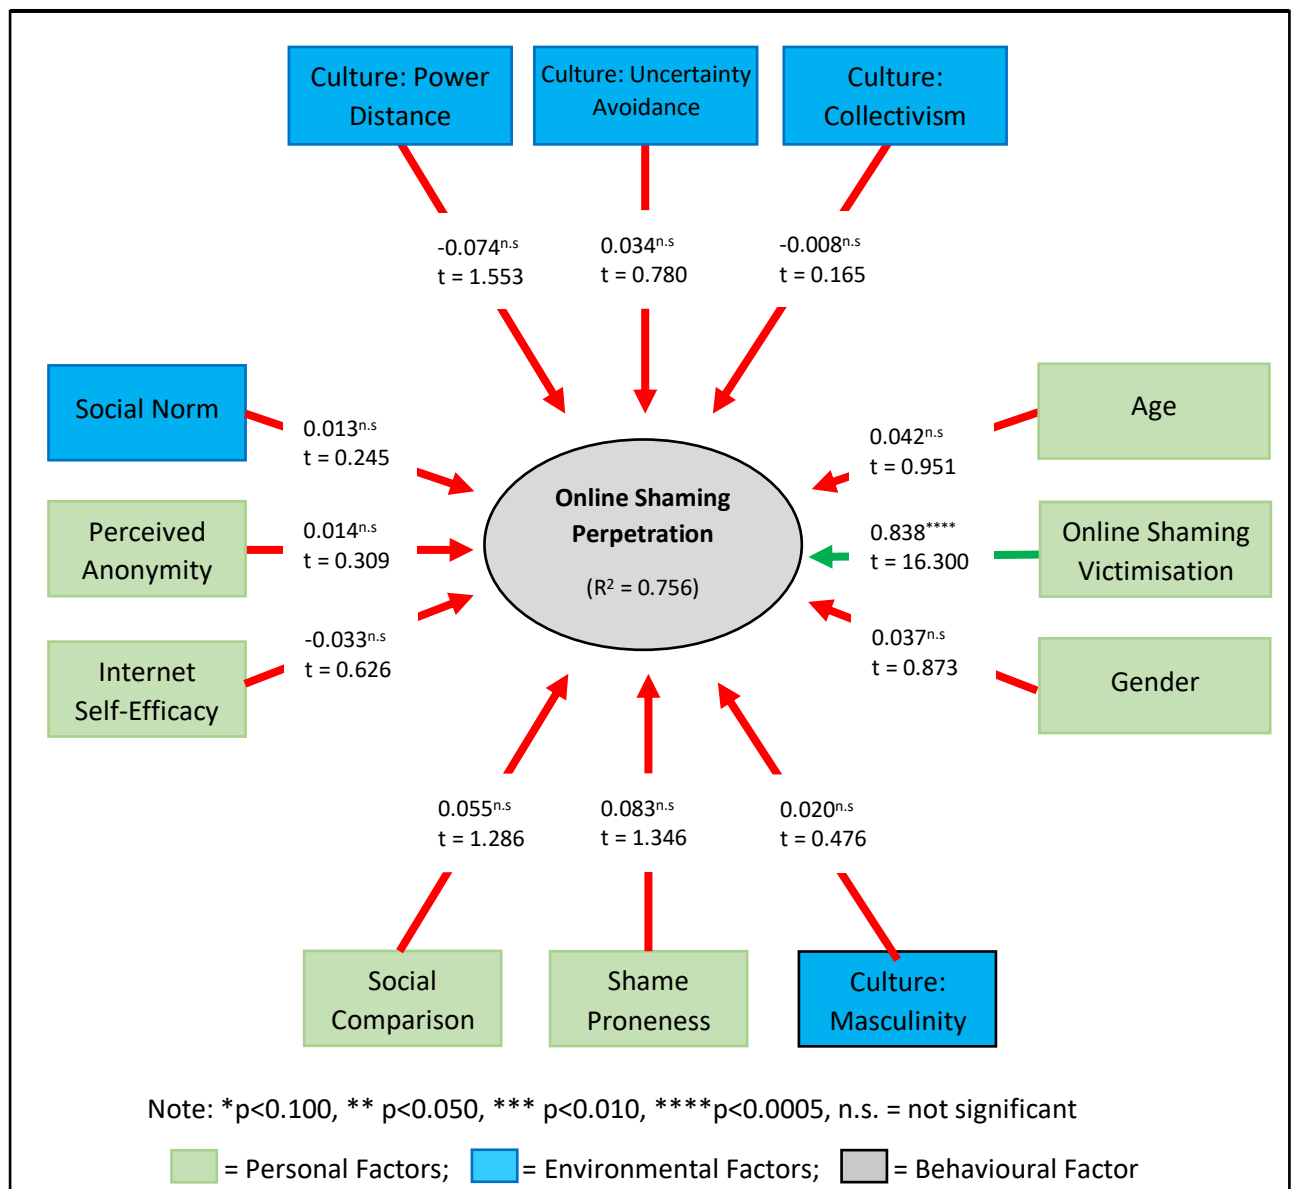 Culture: Power
Distance
Culture: Uncertainty
Avoidance
Culture:
Collectivism
-0.074n.s
t = 1.553
0.034n.s
t = 0.780
-0.008n.s
t = 0.165
Social Norm
0.013n.s
t = 0.245
Perceived
Anonymity
0.014n.s
t = 0.309
Internet
Self-Efficacy
-0.033n.s
t = 0.626
Online Shaming
Perpetration
(R2 = 0.756)
Age
0.042n.s
t = 0.951
Online Shaming
Victimisation
0.838****
t = 16.300
Gender
0.037n.s
t = 0.873
0.055n.s
t = 1.286
0.083n.s
t = 1.346
0.020n.s
t = 0.476
Social
Comparison
Shame
Proneness
Culture:
Masculinity
Note: *p<0.100, ** p<0.050, *** p<0.010, ****p<0.0005, n.s. = not significant
= Personal Factors; = Environmental Factors; = Behavioural Factor